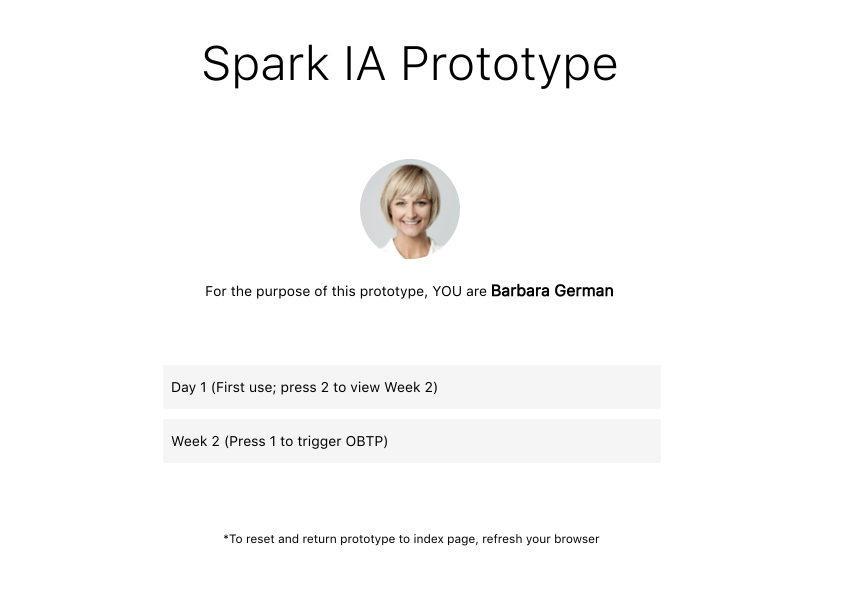 Spark IA Prototype
For the purpose of this prototype, YOU are Barbara German
Day 1 (First use; press 2 to view Week 2)
Week 2 (Press 1 to trigger OBTP)
*To reset and return prototype to index page, refresh your browser